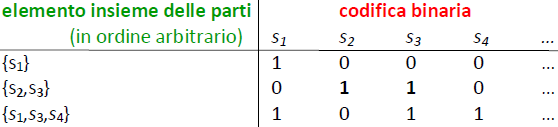 elemento insieme delle parti codifica binaria
(in ordine arbitrario) s1 s2 s3 s4 ...
{s1} 1 0 0 0 ...
{s2,s3} 0 1 1 0 ...
{s1,s3,s4} 1 0 1 1 ...